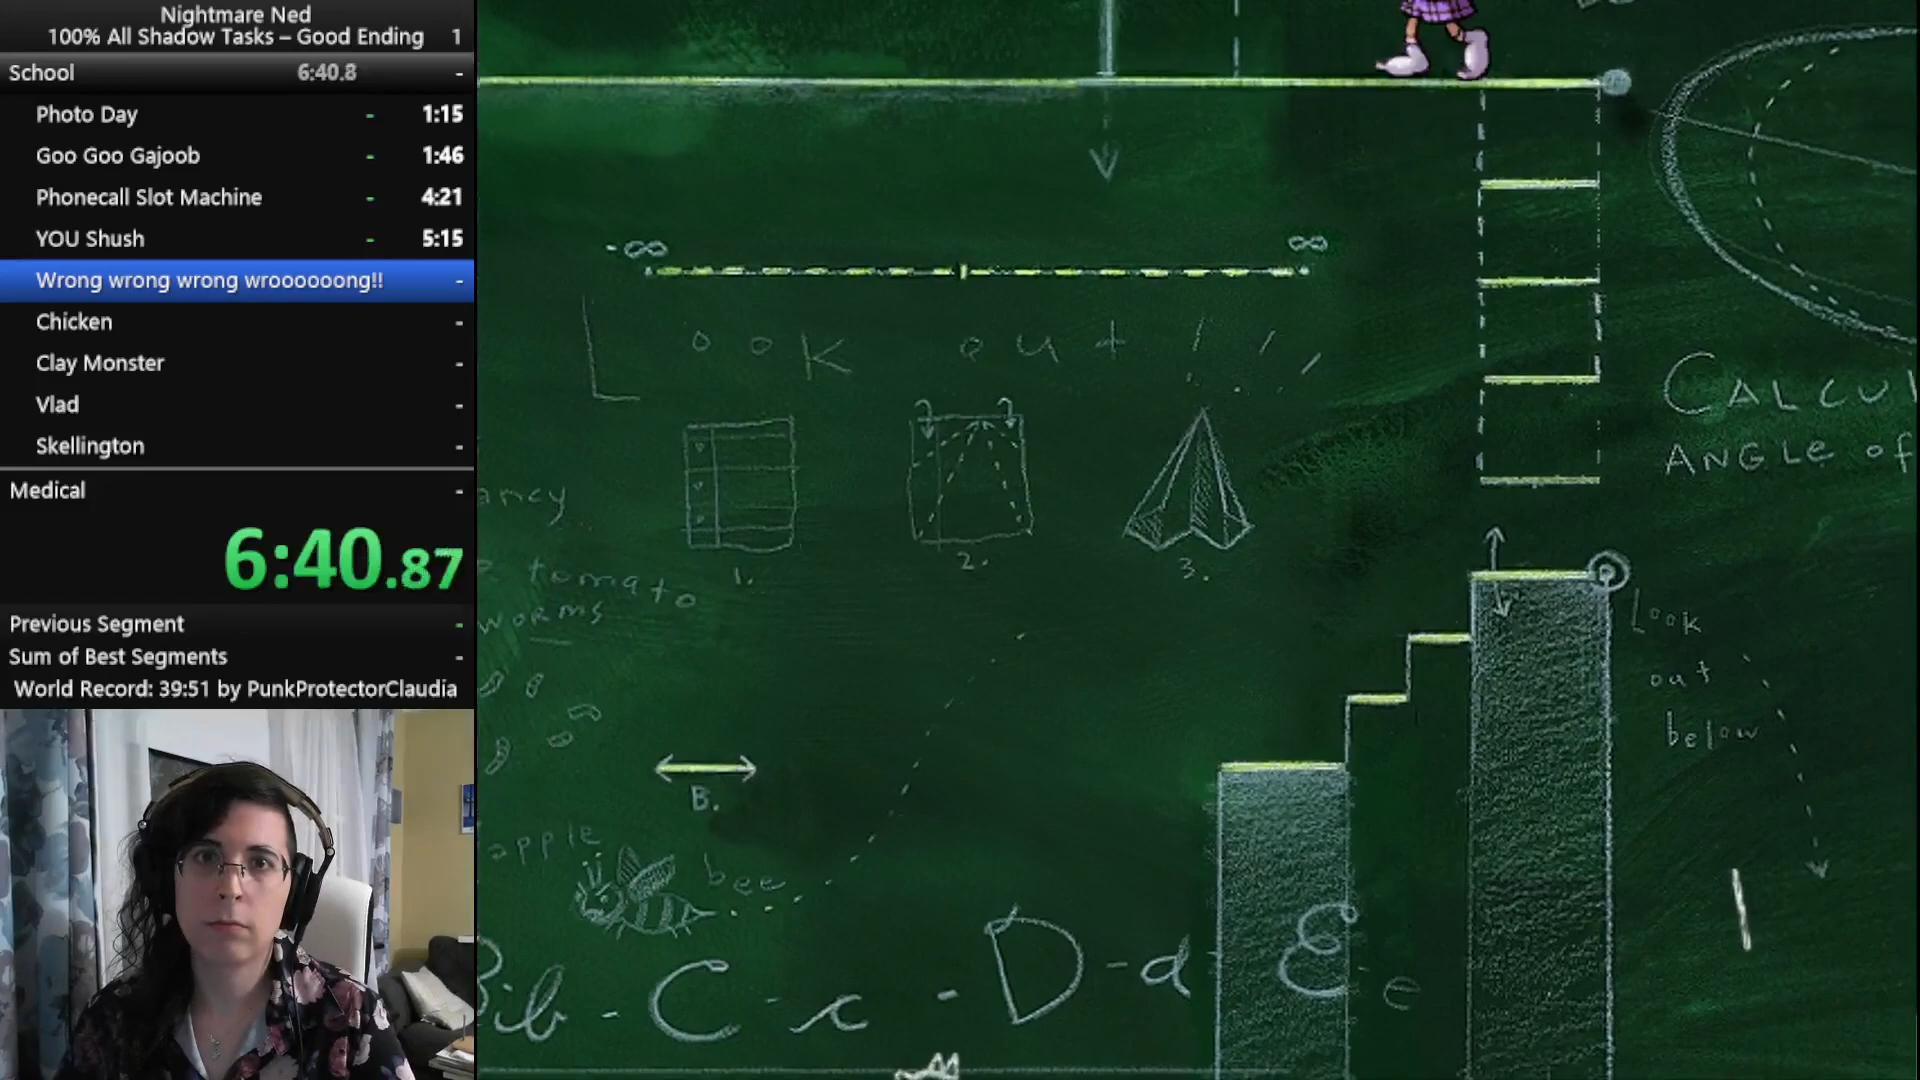 Nightmare Ned
100% All Shadow Tasks – Good Ending 1
School 6:40.8 -
Photo Day - 1:15
Goo Goo Gajoob - 1:46
Phonecall Slot Machine - 4:21
YOU Shush - 5:15
Wrong wrong wrong wroooooong!! -
Chicken -
Clay Monster -
Vlad -
Skellington -
Medical -
6:40.87
Previous Segment -
Sum of Best Segments -
World Record: 39:51 by PunkProtectorClaudia
-∞ ∞
Look out!!!
1. 2. 3.
CALCUL
ANGLE of
tomato
worms
Look
out
below
B.
apple
bee
B-b-C-c-D-d-E-e